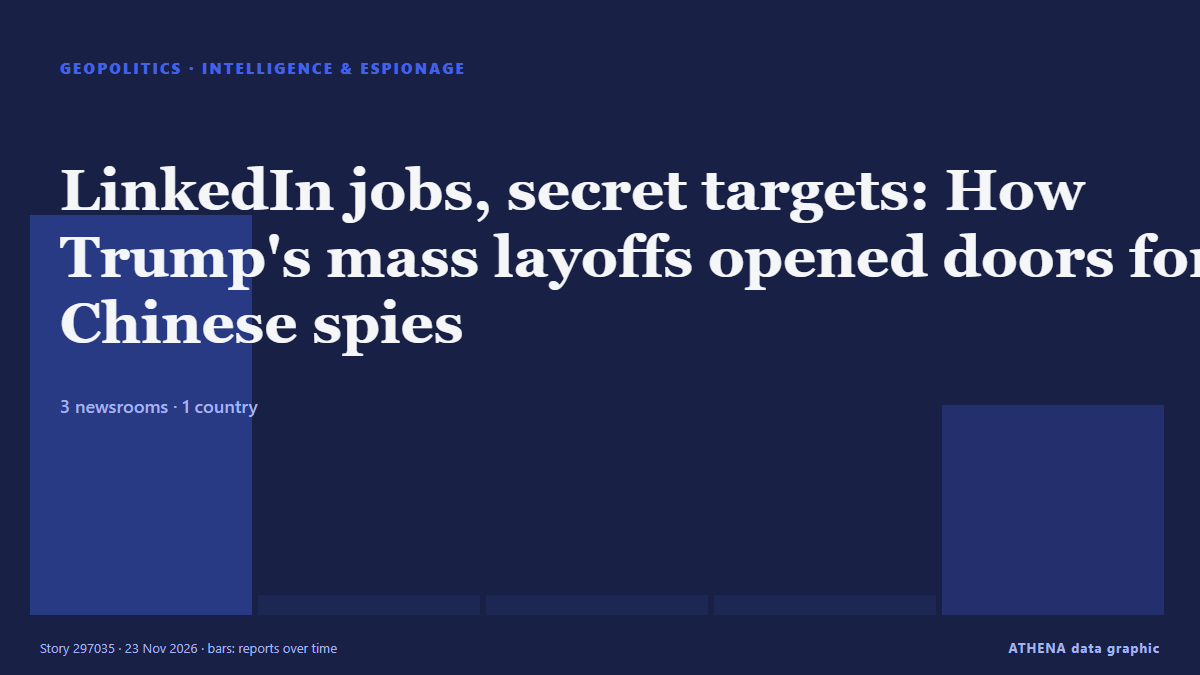 GEOPOLITICS · INTELLIGENCE & ESPIONAGE
LinkedIn jobs, secret targets: How
Trump's mass layoffs opened doors for
Chinese spies
3 newsrooms · 1 country
Story 297035 · 23 Nov 2026 · bars: reports over time
ATHENA data graphic